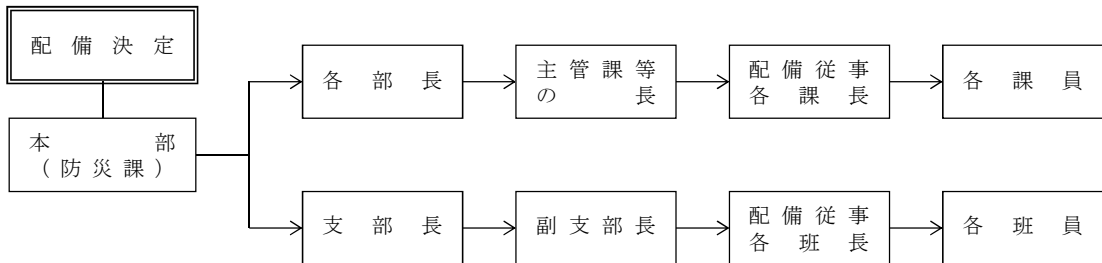 配備決定
本部
（防災課）
各部長
主管課等
の長
配備従事
各課長
各課員
支部長
副支部長
配備従事
各班長
各班員